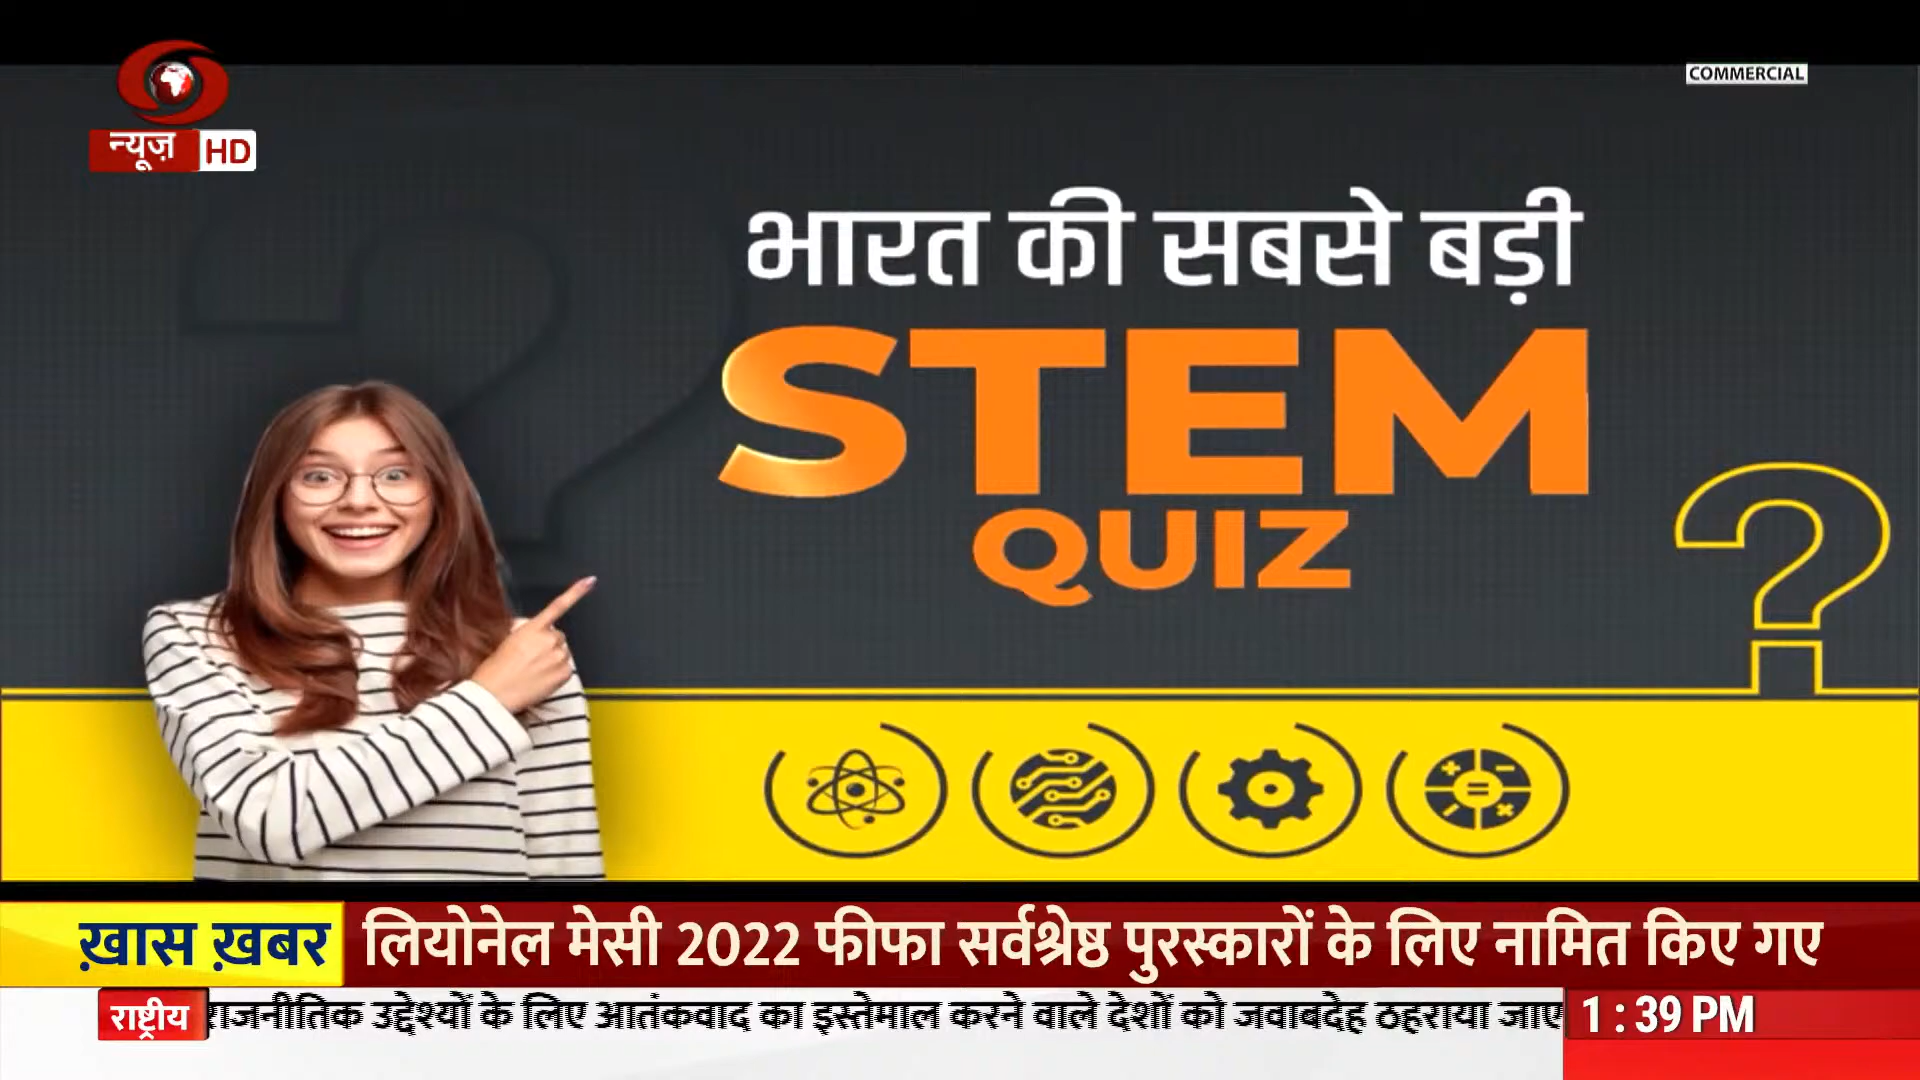 न्यूज़ HD
COMMERCIAL
भारत की सबसे बड़ी
STEM
QUIZ
ख़ास ख़बर
लियोनेल मेसी 2022 फीफा सर्वश्रेष्ठ पुरस्कारों के लिए नामित किए गए
राष्ट्रीय
राजनीतिक उद्देश्यों के लिए आतंकवाद का इस्तेमाल करने वाले देशों को जवाबदेह ठहराया जाए
1 : 39 PM